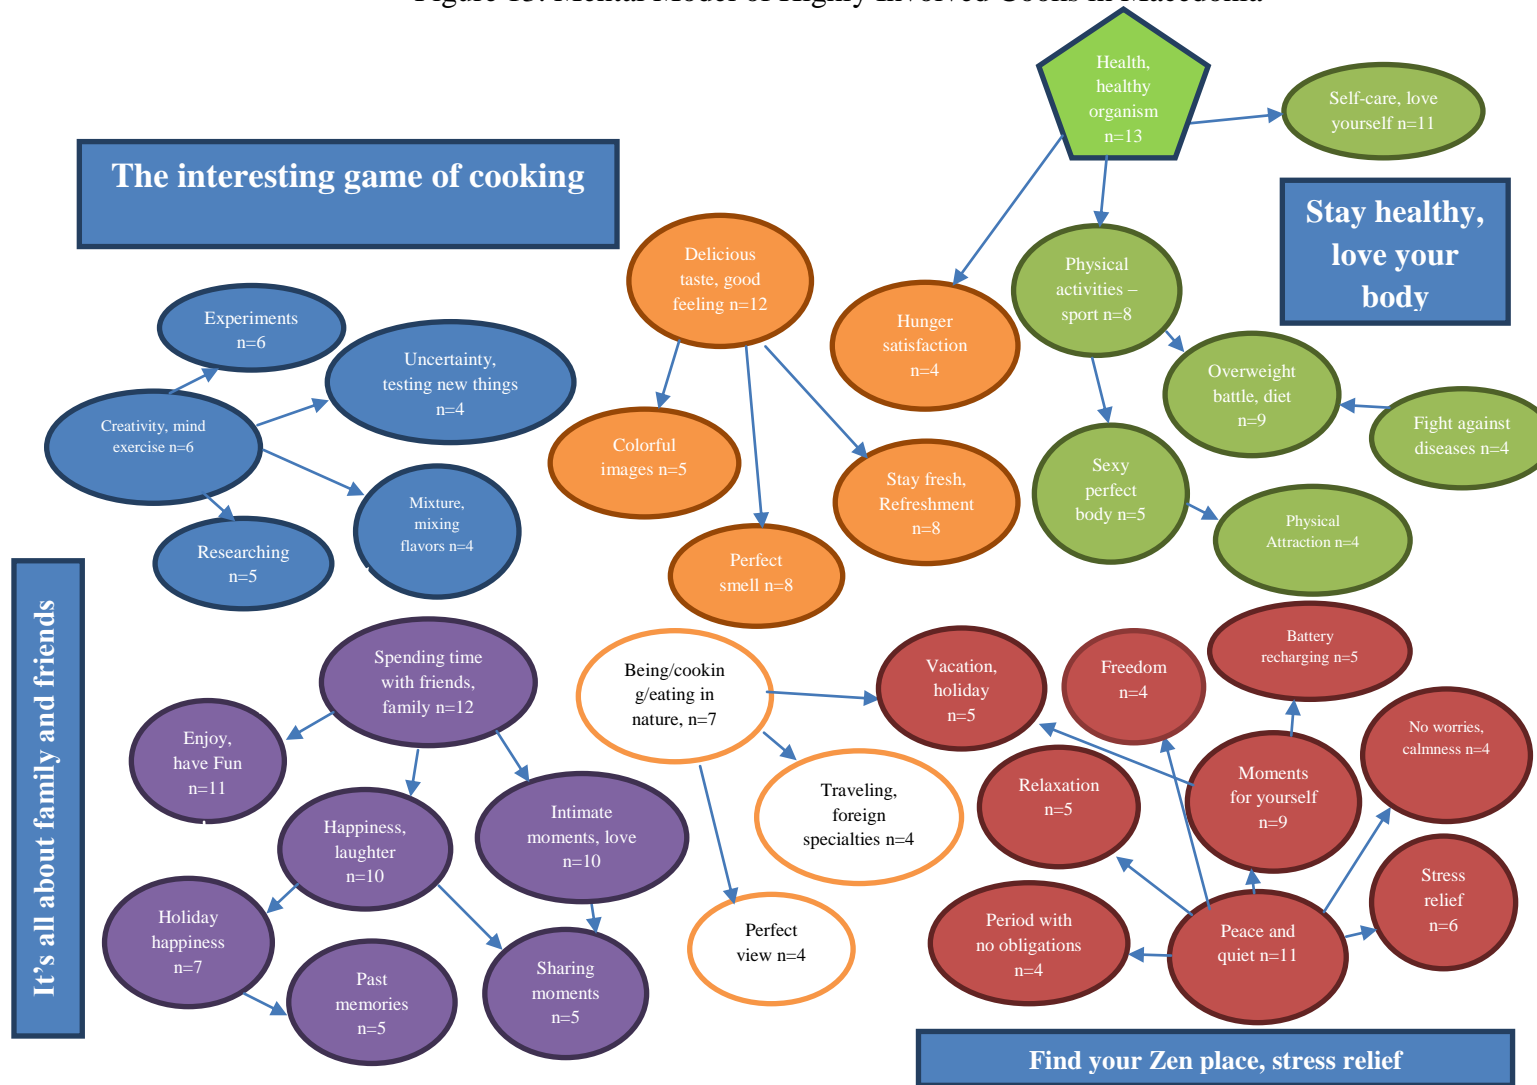 Figure 13: Mental Model of Highly Involved Cooks in Macedonia
Health,
healthy
organism
n=13
Self-care, love
yourself n=11
The interesting game of cooking
Stay healthy,
love your
body
Delicious
taste, good
feeling n=12
Physical
activities –
sport n=8
Hunger
satisfaction
n=4
Experiments
n=6
Uncertainty,
testing new things
n=4
Overweight
battle, diet
n=9
Creativity, mind
exercise n=6
Colorful
images n=5
Fight against
diseases n=4
Stay fresh,
Refreshment
n=8
Sexy
perfect
body n=5
Mixture,
mixing
flavors n=4
Physical
Attraction n=4
Researching
n=5
Perfect
smell n=8
It's all about family and friends
Spending time
with friends,
family n=12
Being/cookin
g/eating in
nature, n=7
Vacation,
holiday
n=5
Freedom
n=4
Battery
recharging n=5
Enjoy,
have Fun
n=11
No worries,
calmness n=4
Relaxation
n=5
Moments
for yourself
n=9
Traveling,
foreign
specialties n=4
Happiness,
laughter
n=10
Intimate
moments, love
n=10
Stress
relief
n=6
Holiday
happiness
n=7
Perfect
view n=4
Period with
no obligations
n=4
Peace and
quiet n=11
Past
memories
n=5
Sharing
moments
n=5
Find your Zen place, stress relief